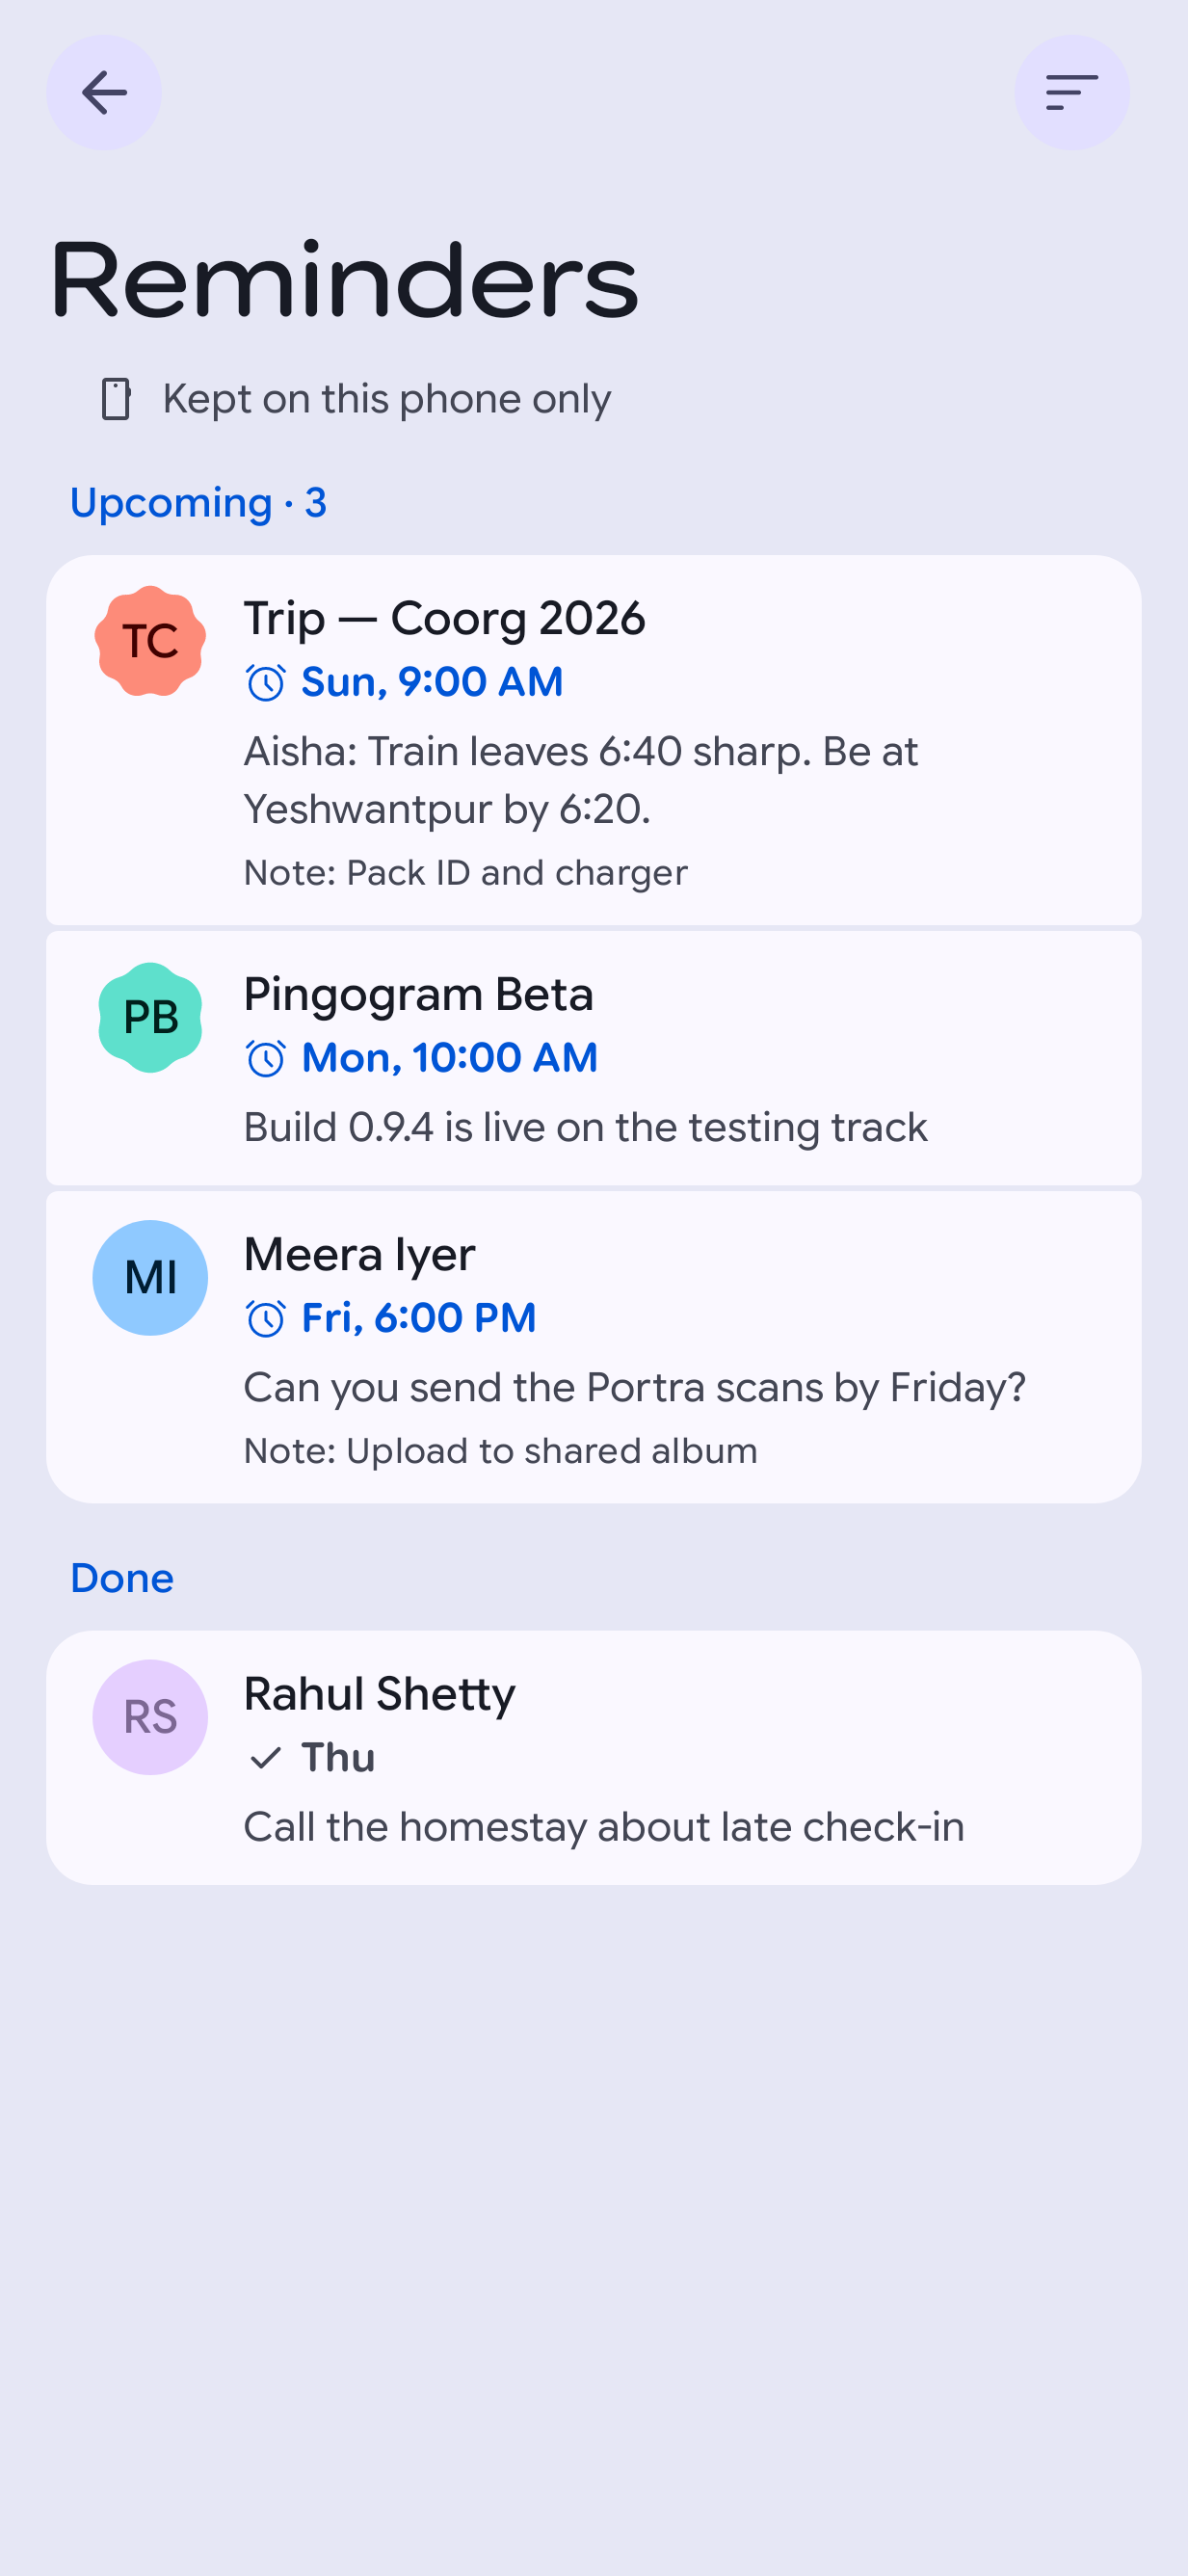 Reminders
Kept on this phone only
Upcoming · 3
TC
Trip — Coorg 2026
Sun, 9:00 AM
Aisha: Train leaves 6:40 sharp. Be at
Yeshwantpur by 6:20.
Note: Pack ID and charger
PB
Pingogram Beta
Mon, 10:00 AM
Build 0.9.4 is live on the testing track
MI
Meera Iyer
Fri, 6:00 PM
Can you send the Portra scans by Friday?
Note: Upload to shared album
Done
RS
Rahul Shetty
Thu
Call the homestay about late check-in